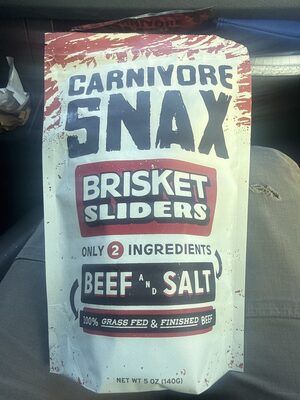 CARNIVORE
SNAX
BRISKET
SLIDERS
ONLY 2 INGREDIENTS
BEEF AND SALT
100% GRASS FED & FINISHED BEEF
NET WT 5 OZ (140G)